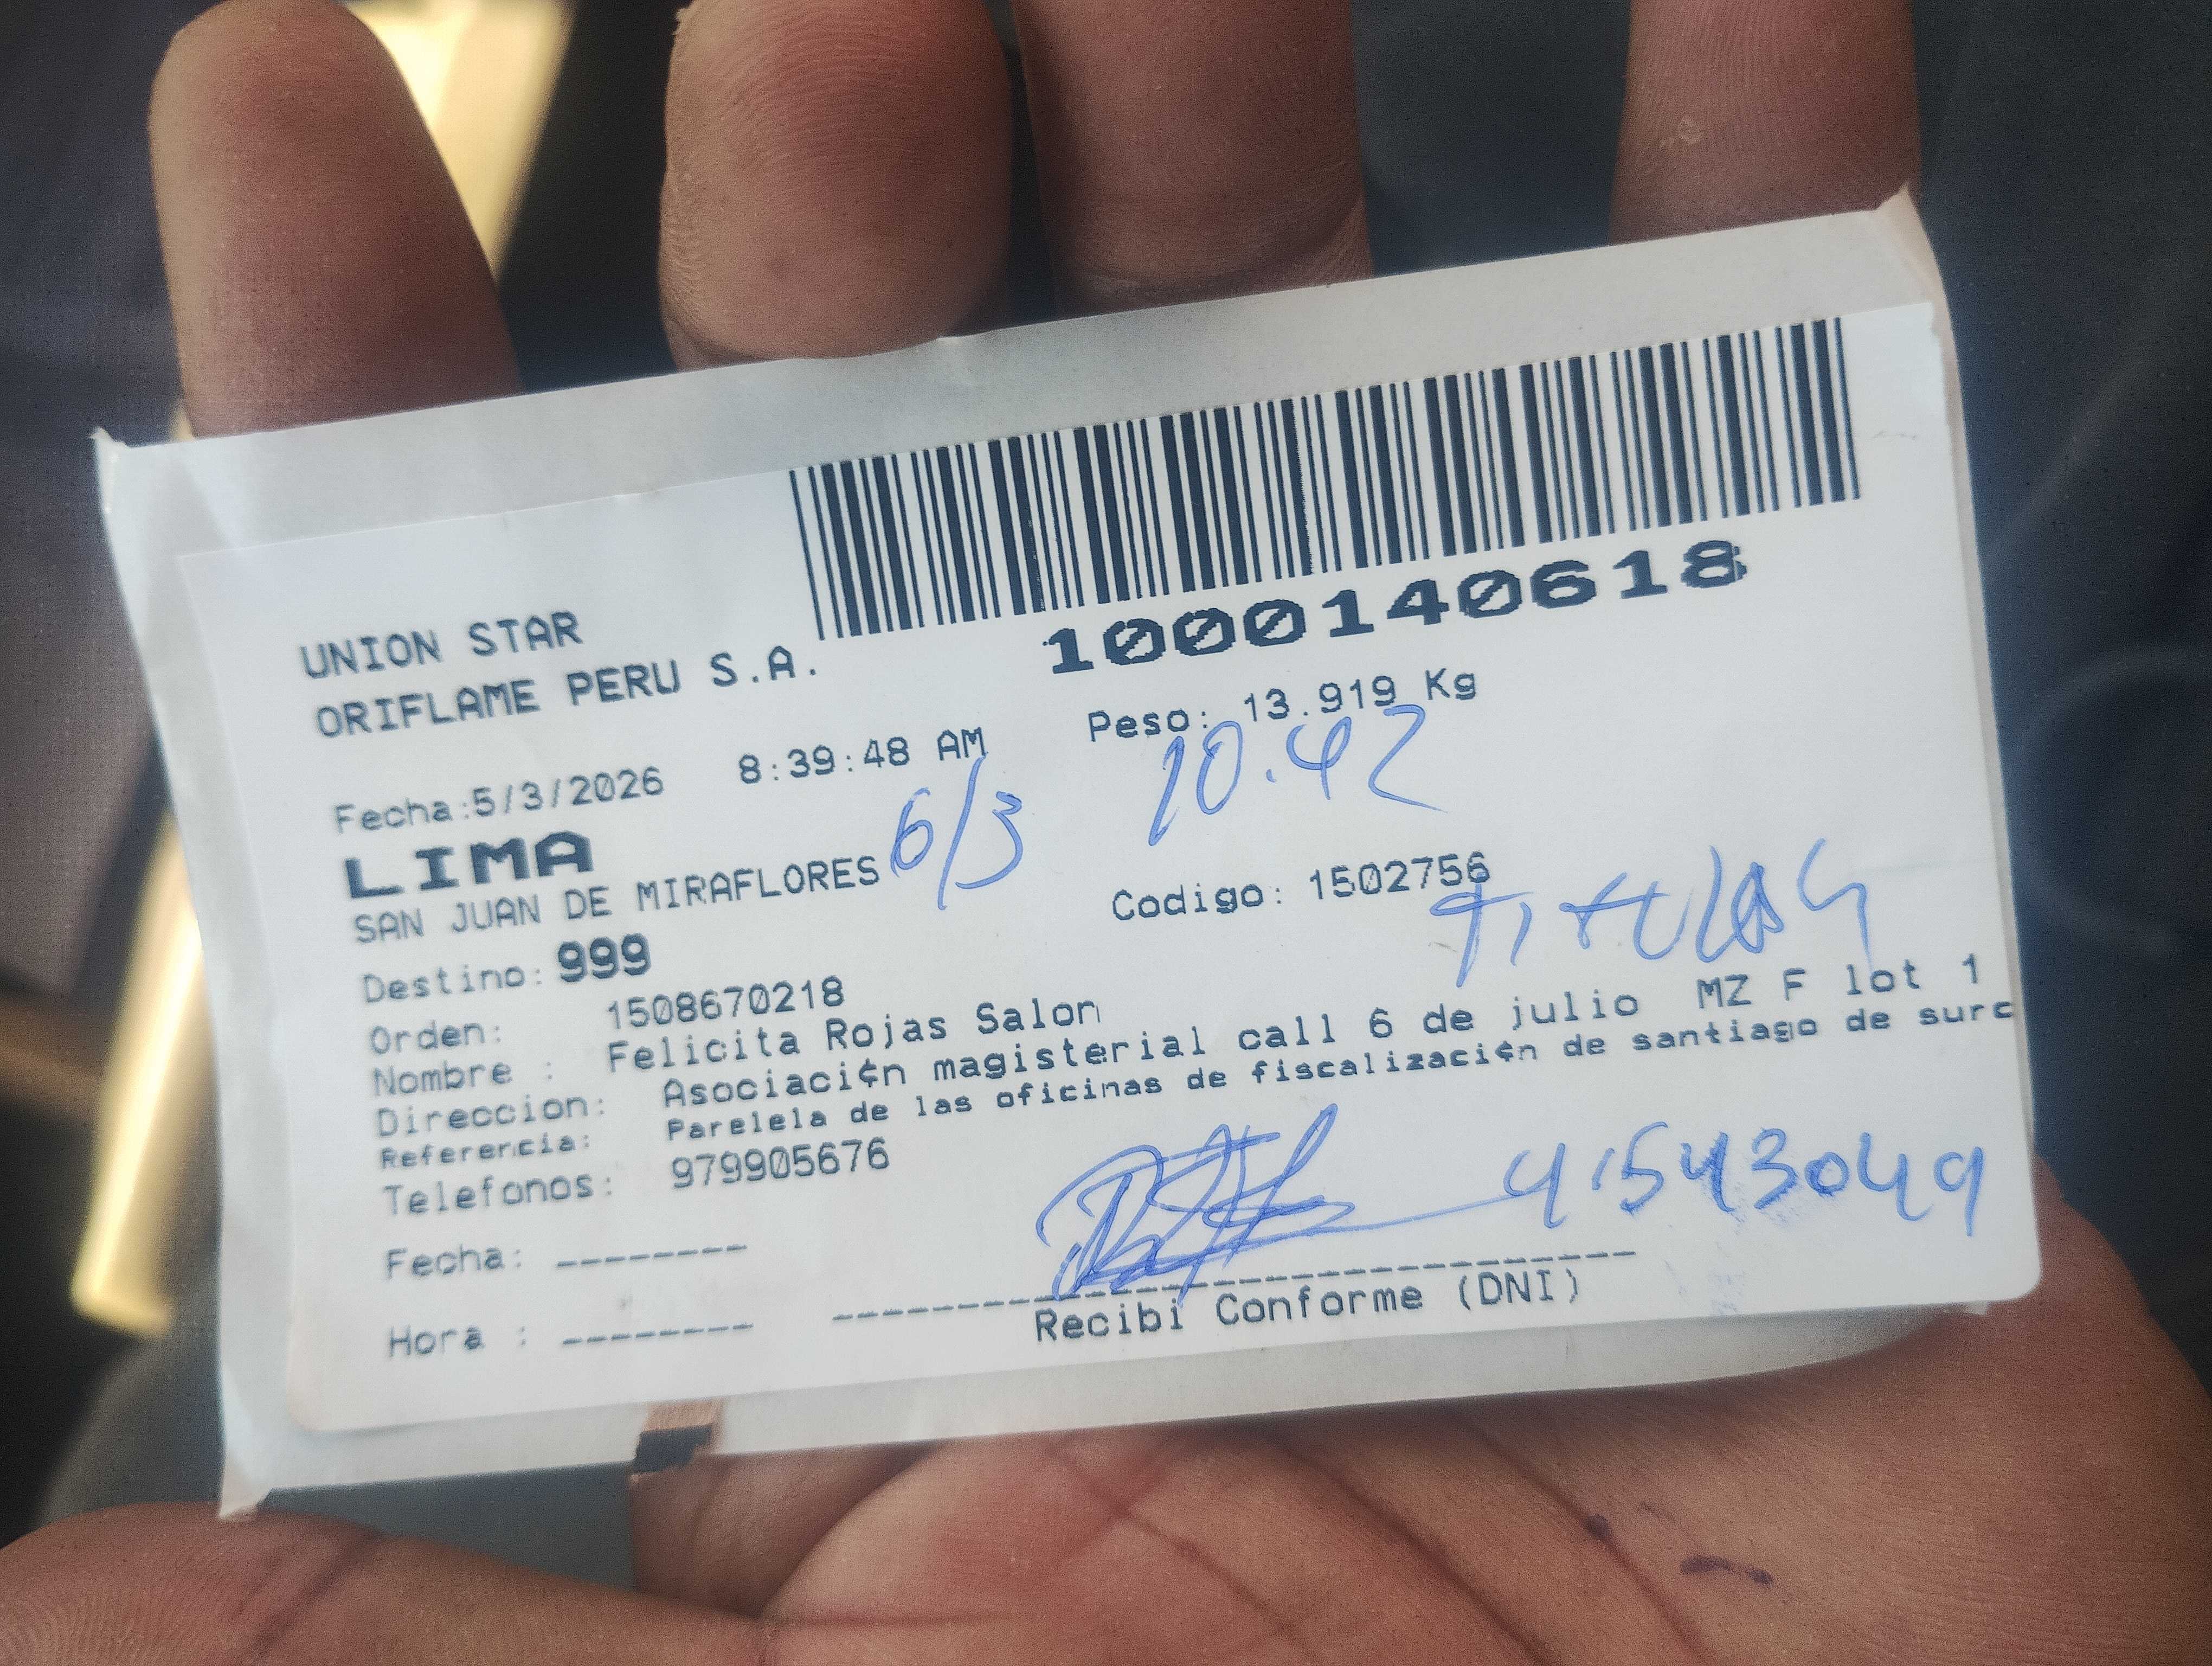 1000140618
UNION STAR
ORIFLAME PERU S.A.
Peso: 13.919 Kg
Fecha:5/3/2026 8:39:48 AM
10.42
LIMA
6/3
SAN JUAN DE MIRAFLORES
Codigo: 1502756
Titular
Destino: 999
Orden: 1508670218
Nombre : Felicita Rojas Salon
Direccion: Asociaci¢n magisterial call 6 de julio MZ F lot 1
Referencia: Parelela de las oficinas de fiscalizaci¢n de santiago de surc
Telefonos: 979905676
41543049
Fecha: --------
Hora : --------
Recibi Conforme (DNI)